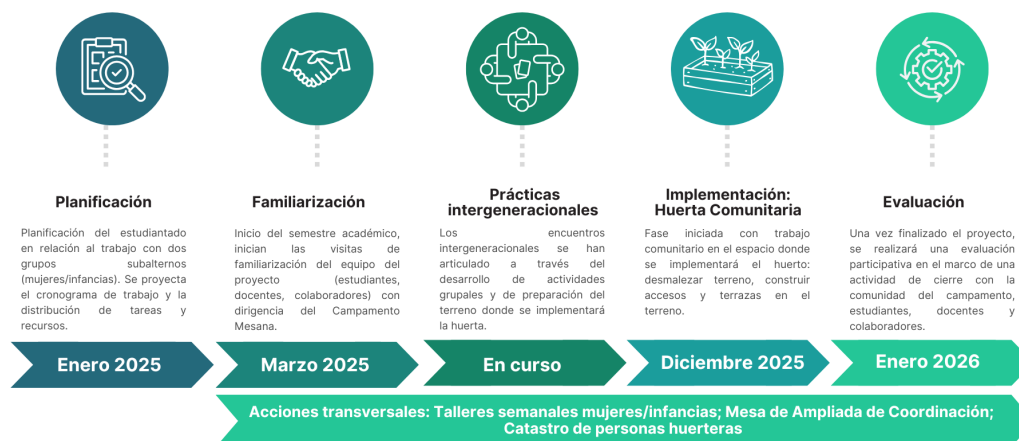 Planificación
Planificación del estudiantado
en relación al trabajo con dos
grupos subalternos
(mujeres/infancias). Se proyecta
el cronograma de trabajo y la
distribución de tareas y
recursos.
Enero 2025
Familiarización
Inicio del semestre académico,
inician las visitas de
familiarización del equipo del
proyecto (estudiantes,
docentes, colaboradores) con
dirigencia del Campamento
Mesana.
Marzo 2025
Prácticas
intergeneracionales
Los encuentros
intergeneracionales se han
articulado a través del
desarrollo de actividades
grupales y de preparación del
terreno donde se implementará
la huerta.
En curso
Implementación:
Huerta Comunitaria
Fase iniciada con trabajo
comunitario en el espacio donde
se implementará el huerto:
desmalezar terreno, construir
accesos y terrazas en el
terreno.
Diciembre 2025
Evaluación
Una vez finalizado el proyecto,
se realizará una evaluación
participativa en el marco de una
actividad de cierre con la
comunidad del campamento,
estudiantes, docentes y
colaboradores.
Enero 2026
Acciones transversales: Talleres semanales mujeres/infancias; Mesa de Ampliada de Coordinación;
Catastro de personas huerteras